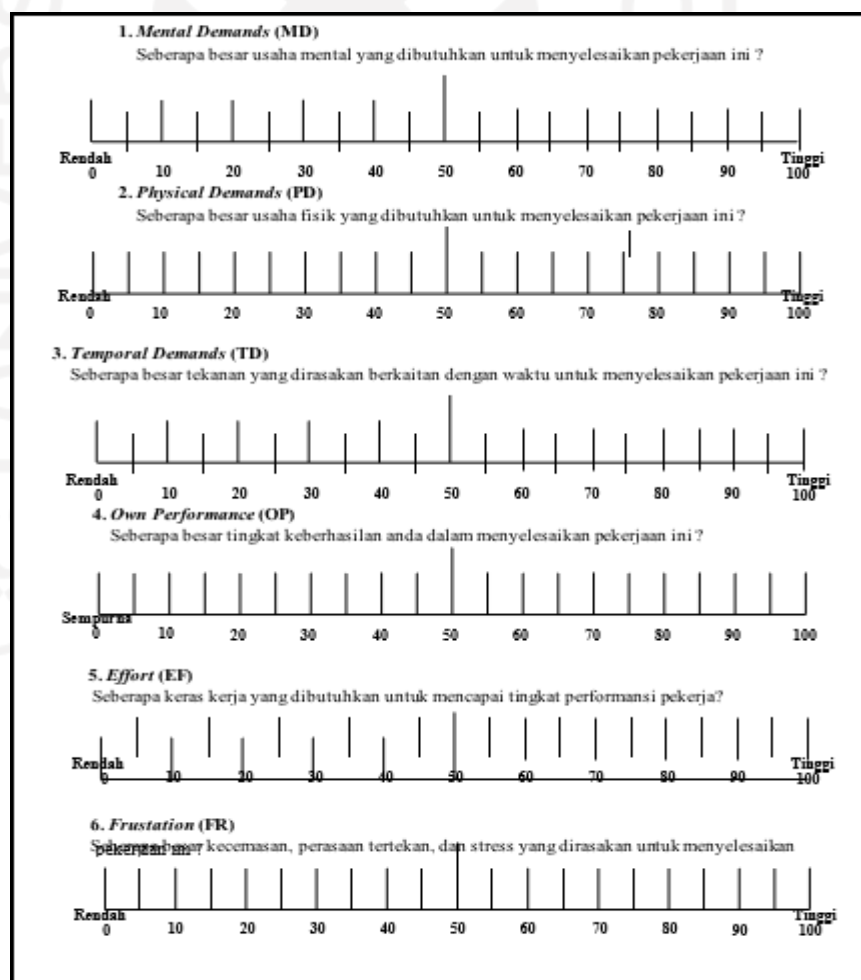 1. Mental Demands (MD)
Seberapa besar usaha mental yang dibutuhkan untuk menyelesaikan pekerjaan ini ?
Rendah Tinggi
0 10 20 30 40 50 60 70 80 90 100
2. Physical Demands (PD)
Seberapa besar usaha fisik yang dibutuhkan untuk menyelesaikan pekerjaan ini ?
Rendah Tinggi
0 10 20 30 40 50 60 70 80 90 100
3. Temporal Demands (TD)
Seberapa besar tekanan yang dirasakan berkaitan dengan waktu untuk menyelesaikan pekerjaan ini ?
Rendah Tinggi
0 10 20 30 40 50 60 70 80 90 100
4. Own Performance (OP)
Seberapa besar tingkat keberhasilan anda dalam menyelesaikan pekerjaan ini ?
Sempurna
0 10 20 30 40 50 60 70 80 90 100
5. Effort (EF)
Seberapa keras kerja yang dibutuhkan untuk mencapai tingkat performansi pekerja?
Rendah Tinggi
0 10 20 30 40 50 60 70 80 90 100
6. Frustation (FR)
Seberapa besar kecemasan, perasaan tertekan, dan stress yang dirasakan untuk menyelesaikan
pekerjaan ini ?
Rendah Tinggi
0 10 20 30 40 50 60 70 80 90 100